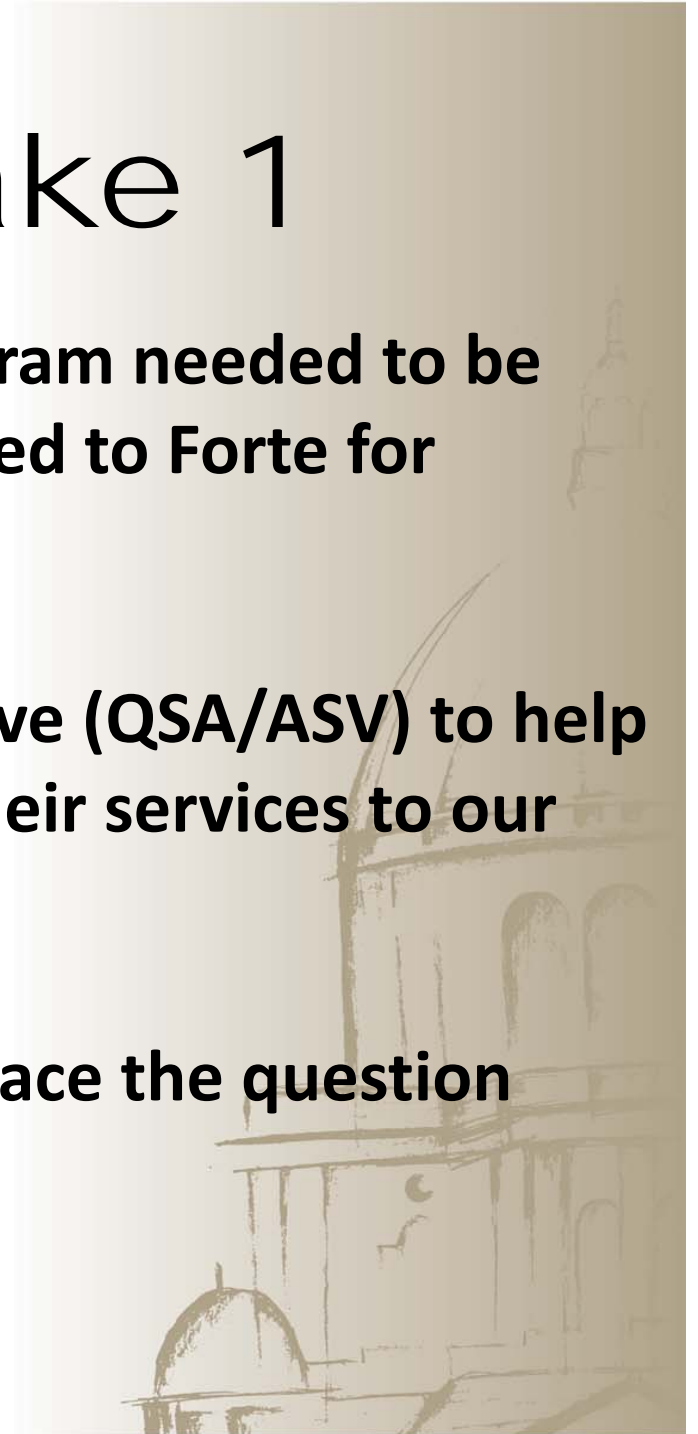 ake 1
ram needed to be
ed to Forte for
ve (QSA/ASV) to help
eir services to our
ace the question